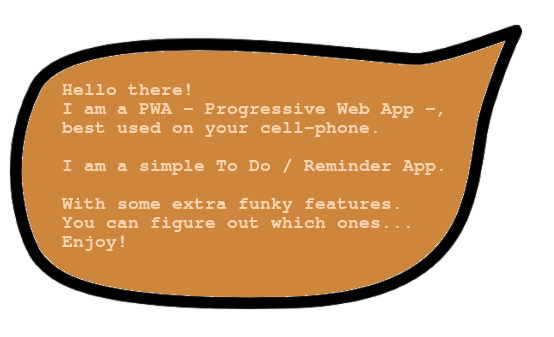 Hello there!
I am a PWA - Progressive Web App -,
best used on your cell-phone.
I am a simple To Do / Reminder App.
With some extra funky features.
You can figure out which ones...
Enjoy!